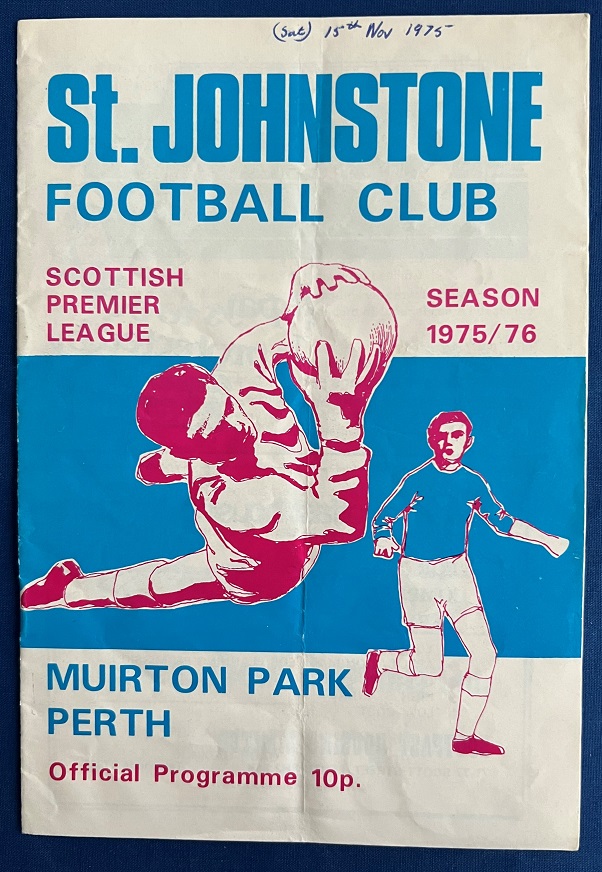 (Sat) 15th Nov 1975
St. JOHNSTONE
FOOTBALL CLUB
SCOTTISH
PREMIER
LEAGUE
SEASON
1975/76
MUIRTON PARK
PERTH
Official Programme 10p.